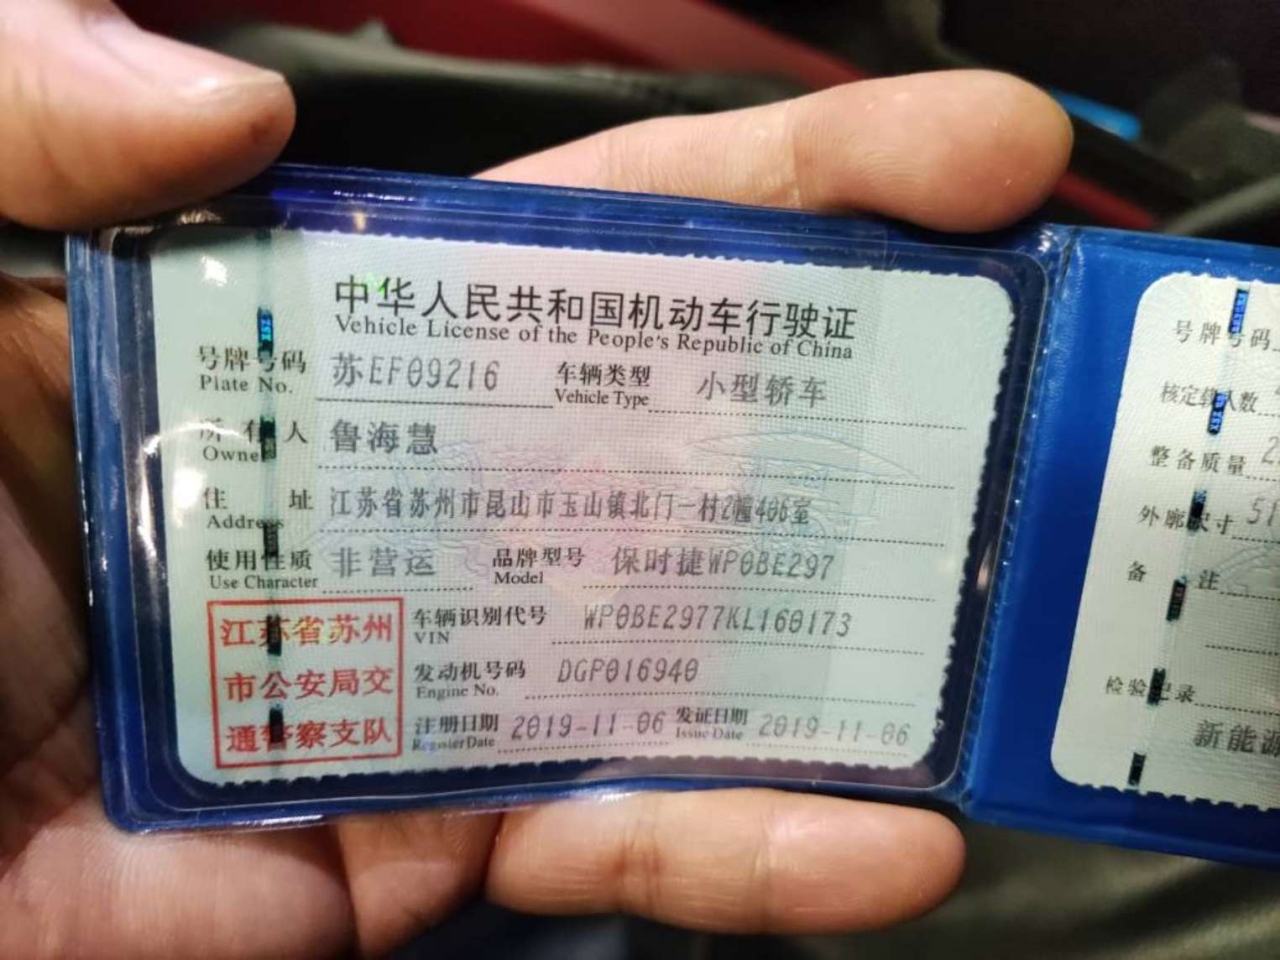 中华人民共和国机动车行驶证
Vehicle License of the People's Republic of China
号牌号码 苏EF09216 车辆类型 小型轿车
Plate No. Vehicle Type
所有人 鲁海慧
Owner
住址 江苏省苏州市昆山市玉山镇北门一村2幢406室
Address
使用性质 非营运 品牌型号 保时捷WP0BE297
Use Character Model
江苏省苏州
市公安局交
通警察支队
车辆识别代号 WP0BE2977KL160173
VIN
发动机号码 DGP016940
Engine No.
注册日期 2019-11-06 发证日期 2019-11-06
Register Date Issue Date
号牌号码
核定载人数
整备质量 2
外廓尺寸 51
备注
检验记录
新能源